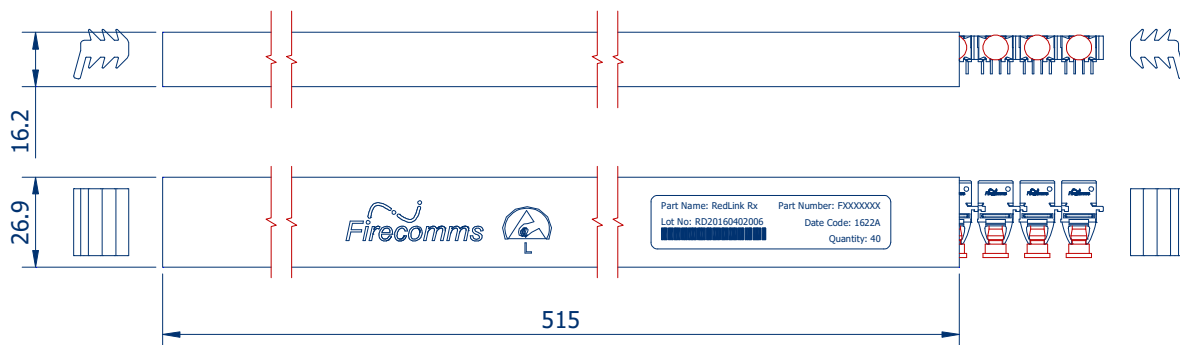 16.2
26.9
Firecomms
L
Part Name: RedLink Rx Part Number: FXXXXXXX
Lot No: RD20160402006 Date Code: 1622A
Quantity: 40
515